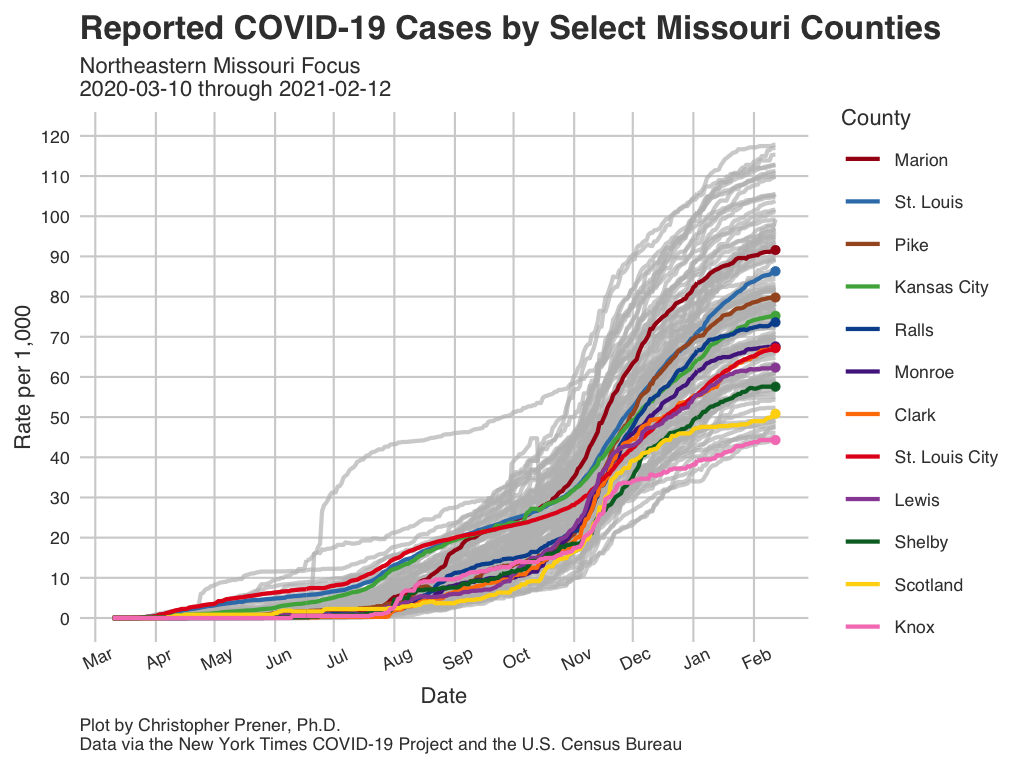 Reported COVID-19 Cases by Select Missouri Counties
Northeastern Missouri Focus
2020-03-10 through 2021-02-12
County
Marion
St. Louis
Pike
Kansas City
Ralls
Monroe
Clark
St. Louis City
Lewis
Shelby
Scotland
Knox
Rate per 1,000
120
110
100
90
80
70
60
50
40
30
20
10
0
Mar Apr May Jun Jul Aug Sep Oct Nov Dec Jan Feb
Date
Plot by Christopher Prener, Ph.D.
Data via the New York Times COVID-19 Project and the U.S. Census Bureau